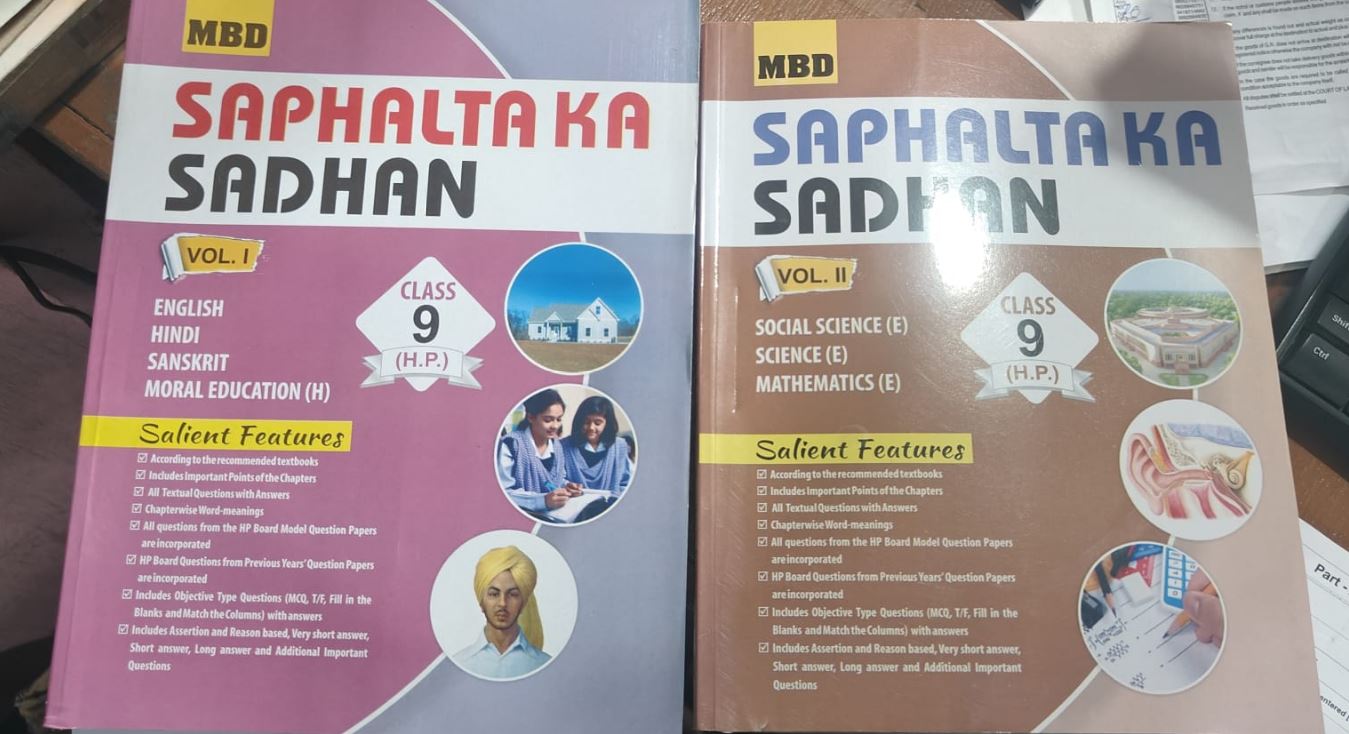 MBD
SAPHALTA KA
SADHAN
VOL. I
ENGLISH
HINDI
SANSKRIT
MORAL EDUCATION (H)
CLASS
9
(H.P.)
Salient Features
☑ According to the recommended textbooks
☑ Includes Important Points of the Chapters
☑ All Textual Questions with Answers
☑ Chapterwise Word-meanings
☑ All questions from the HP Board Model Question Papers
are incorporated
☑ HP Board Questions from Previous Years' Question Papers
are incorporated
☑ Includes Objective Type Questions (MCQ, T/F, Fill in the
Blanks and Match the Columns) with answers
☑ Includes Assertion and Reason based, Very short answer,
Short answer, Long answer and Additional Important
Questions
MBD
SAPHALTA KA
SADHAN
VOL. II
SOCIAL SCIENCE (E)
SCIENCE (E)
MATHEMATICS (E)
CLASS
9
(H.P.)
Salient Features
☑ According to the recommended textbooks
☑ Includes Important Points of the Chapters
☑ All Textual Questions with Answers
☑ Chapterwise Word-meanings
☑ All questions from the HP Board Model Question Papers
are incorporated
☑ HP Board Questions from Previous Years' Question Papers
are incorporated
☑ Includes Objective Type Questions (MCQ, T/F, Fill in the
Blanks and Match the Columns) with answers
☑ Includes Assertion and Reason based, Very short answer,
Short answer, Long answer and Additional Important
Questions
Shift
Ctrl
Part -